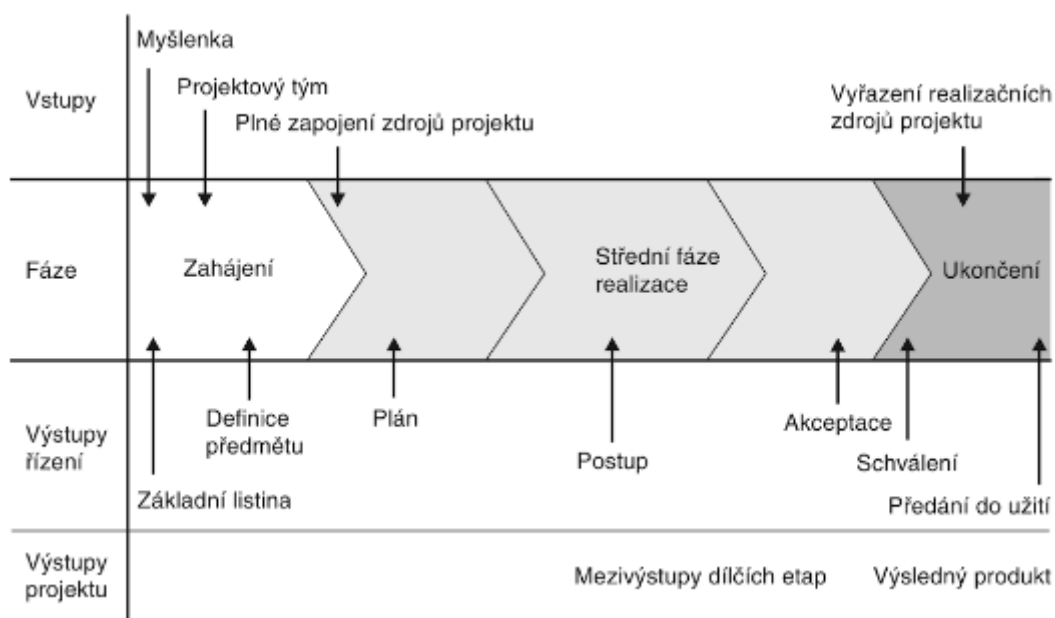 Myšlenka
Vstupy
Projektový tým
Plné zapojení zdrojů projektu
Vyřazení realizačních
zdrojů projektu
Fáze
Zahájení
Střední fáze
realizace
Ukončení
Výstupy
řízení
Definice
předmětu
Plán
Postup
Akceptace
Schválení
Základní listina
Předání do užití
Výstupy
projektu
Mezivýstupy dílčích etap
Výsledný produkt